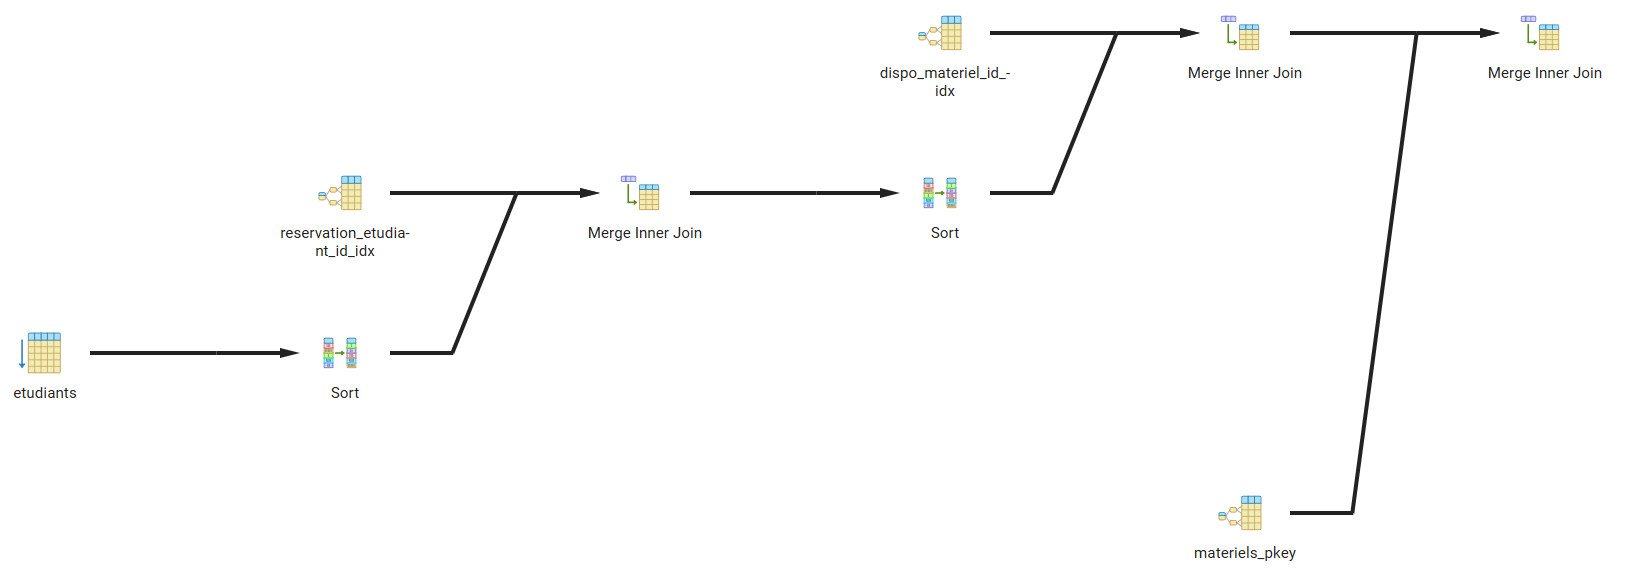 dispo_materiel_id_-
idx
Merge Inner Join
Merge Inner Join
reservation_etudia-
nt_id_idx
Merge Inner Join
Sort
etudiants
Sort
materiels_pkey